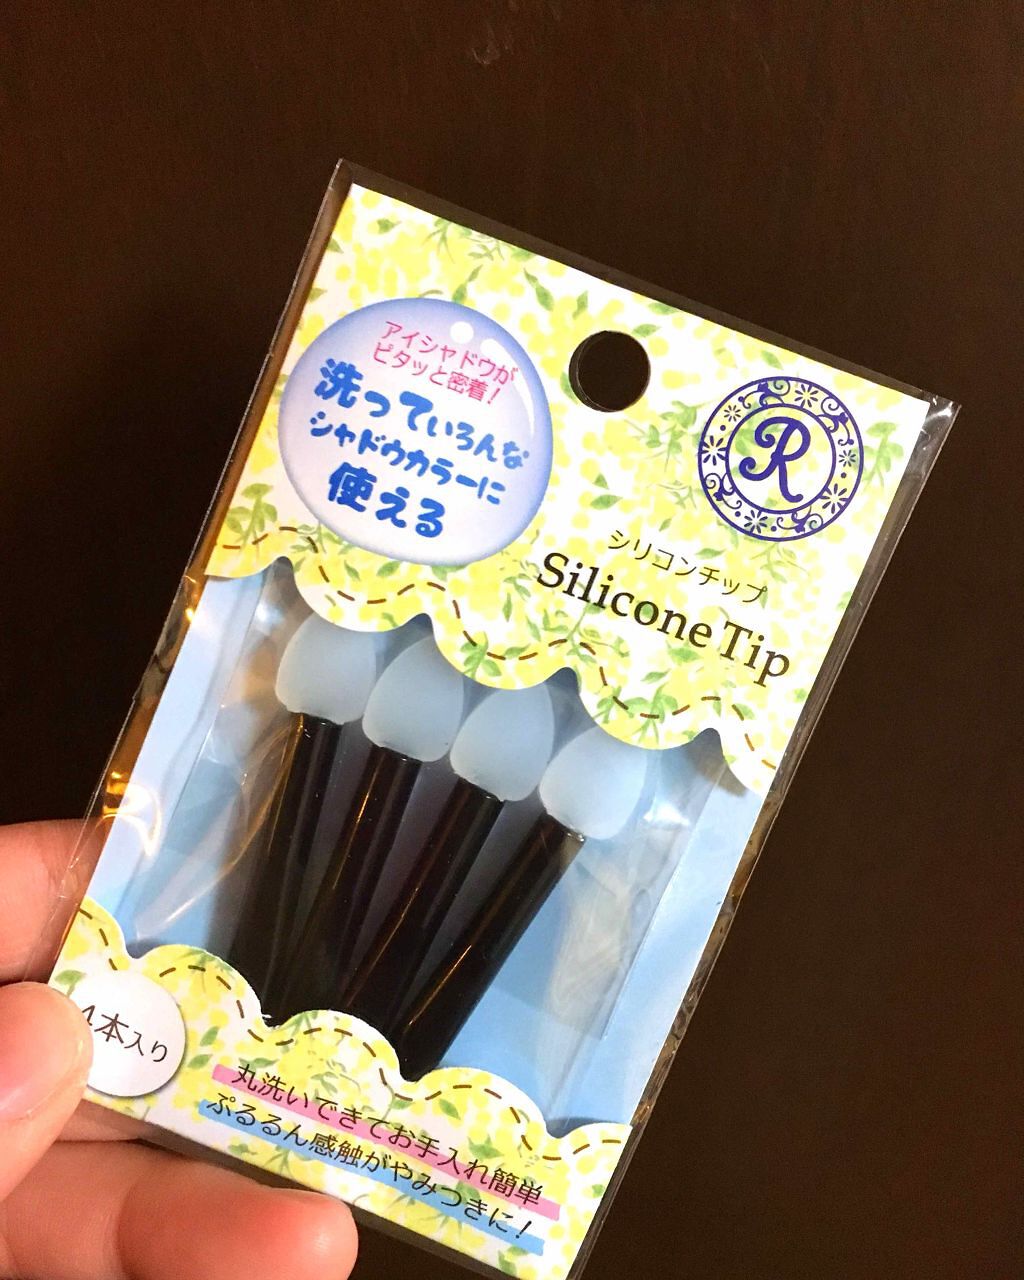 アイシャドウが
ピタッと密着!
洗っていろんな
シャドウカラーに
使える
R
シリコンチップ
Silicone Tip
4本入り
丸洗いできてお手入れ簡単
ぷるるん感触がやみつきに!